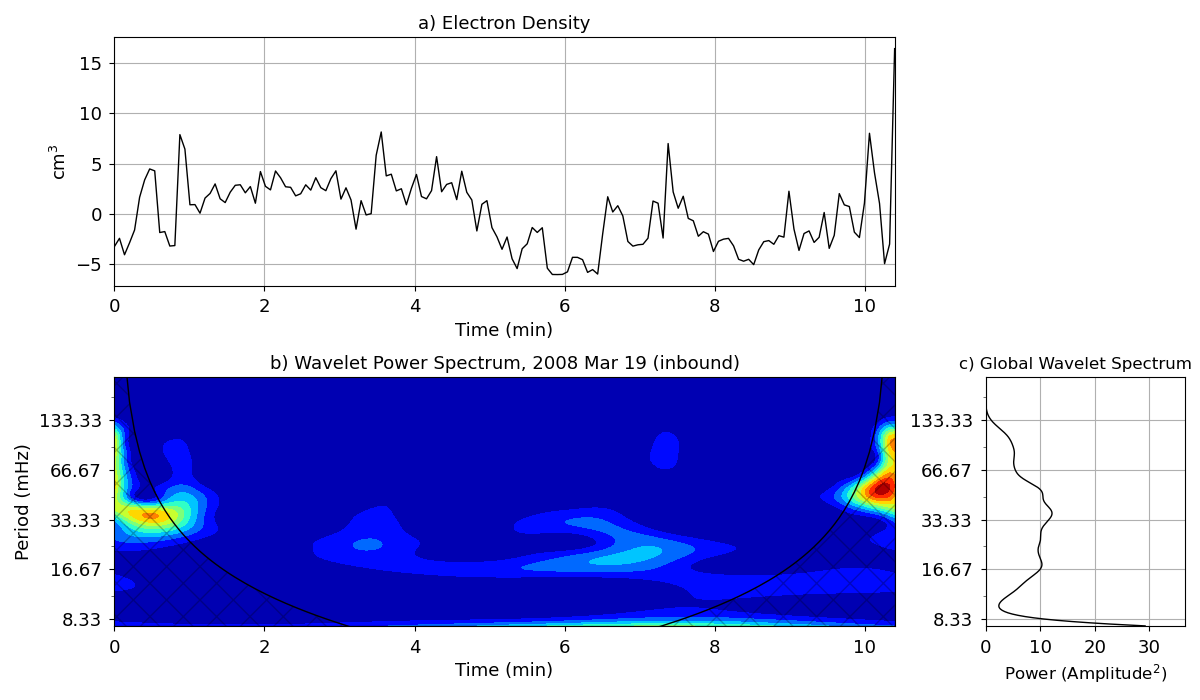 a) Electron Density
15
10
5
0
−5
cm³
0 2 4 6 8 10
Time (min)
b) Wavelet Power Spectrum, 2008 Mar 19 (inbound)
133.33
66.67
33.33
16.67
8.33
Period (mHz)
0 2 4 6 8 10
Time (min)
c) Global Wavelet Spectrum
133.33
66.67
33.33
16.67
8.33
0 10 20 30
Power (Amplitude²)